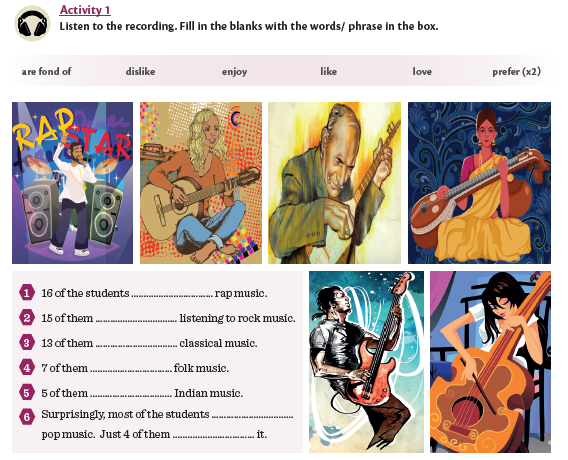 Activity 1
Listen to the recording. Fill in the blanks with the words/ phrase in the box.
are fond of dislike enjoy like love prefer (x2)
RAP
STAR
1 16 of the students ................................. rap music.
2 15 of them ................................. listening to rock music.
3 13 of them ................................. classical music.
4 7 of them ................................. folk music.
5 5 of them ................................. Indian music.
6 Surprisingly, most of the students .................................
pop music. Just 4 of them ................................. it.